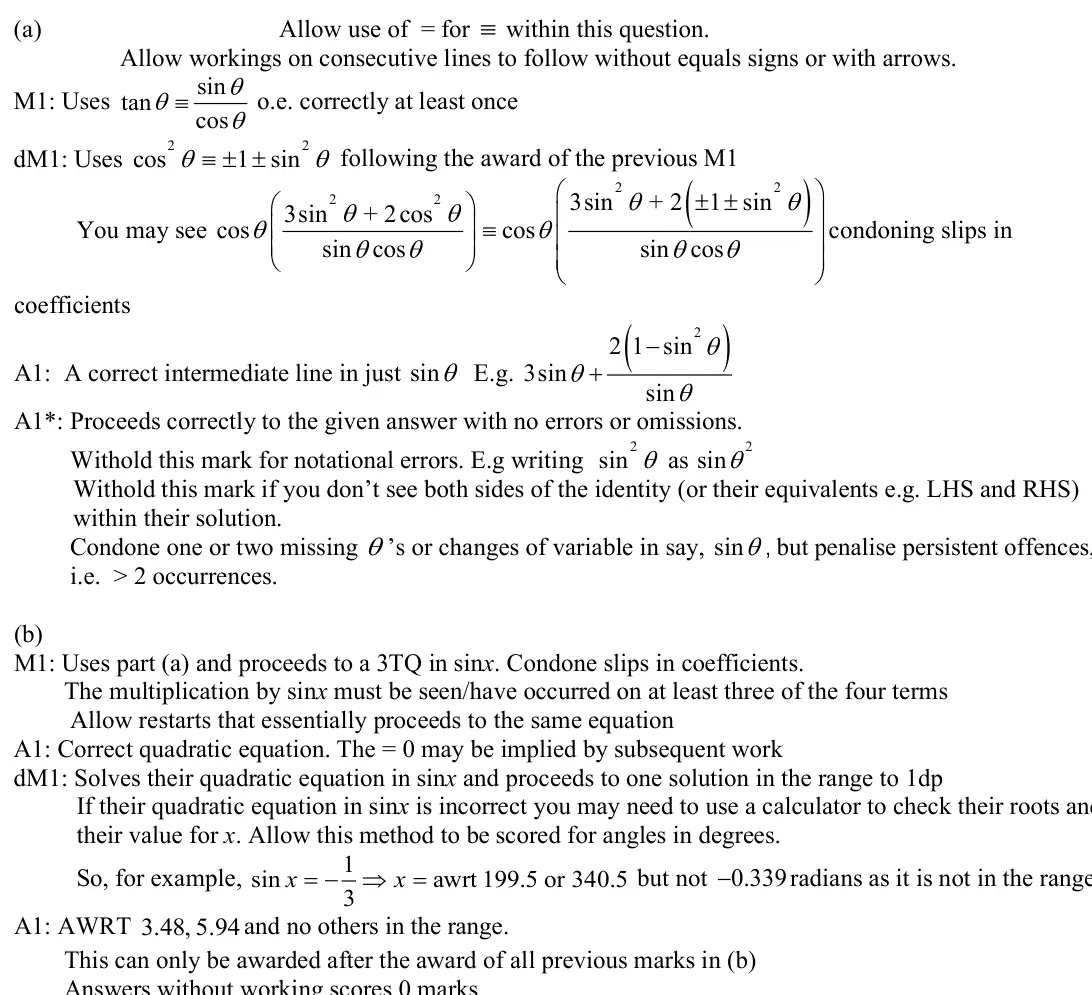 (a) Allow use of = for ≡ within this question.
Allow workings on consecutive lines to follow without equals signs or with arrows.
M1: Uses tan θ ≡ sin θ / cos θ o.e. correctly at least once
dM1: Uses cos² θ ≡ ±1 ± sin² θ following the award of the previous M1
You may see cos θ ((3 sin² θ + 2 cos² θ) / (sin θ cos θ)) ≡ cos θ ((3 sin² θ + 2(±1 ± sin² θ)) / (sin θ cos θ)) condoning slips in
coefficients
A1: A correct intermediate line in just sin θ E.g. 3 sin θ + 2(1 − sin² θ) / sin θ
A1*: Proceeds correctly to the given answer with no errors or omissions.
Withold this mark for notational errors. E.g writing sin² θ as sin θ²
Withold this mark if you don’t see both sides of the identity (or their equivalents e.g. LHS and RHS)
within their solution.
Condone one or two missing θ ’s or changes of variable in say, sin θ , but penalise persistent offences,
i.e. > 2 occurrences.
(b)
M1: Uses part (a) and proceeds to a 3TQ in sinx. Condone slips in coefficients.
The multiplication by sinx must be seen/have occurred on at least three of the four terms
Allow restarts that essentially proceeds to the same equation
A1: Correct quadratic equation. The = 0 may be implied by subsequent work
dM1: Solves their quadratic equation in sinx and proceeds to one solution in the range to 1dp
If their quadratic equation in sinx is incorrect you may need to use a calculator to check their roots and
their value for x. Allow this method to be scored for angles in degrees.
So, for example, sin x = −1/3 ⇒ x = awrt 199.5 or 340.5 but not −0.339 radians as it is not in the range
A1: AWRT 3.48, 5.94 and no others in the range.
This can only be awarded after the award of all previous marks in (b)
Answers without working scores 0 marks